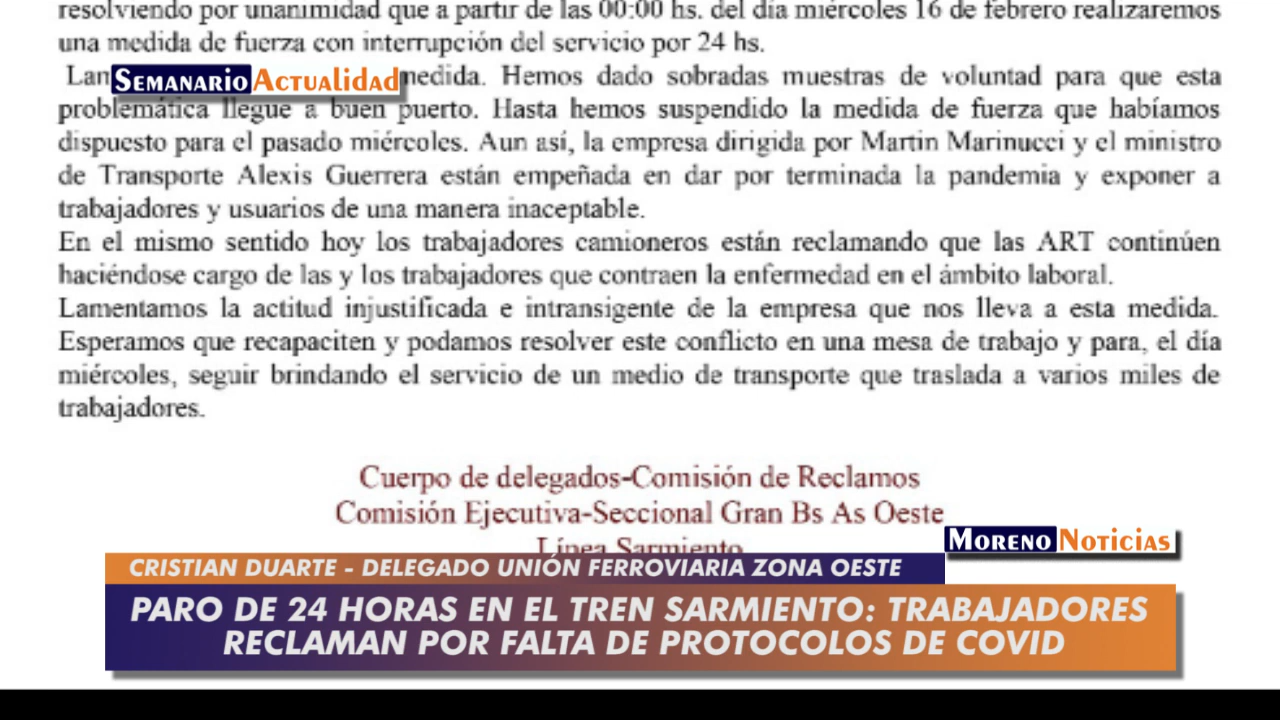 resolviendo por unanimidad que a partir de las 00:00 hs. del día miércoles 16 de febrero realizaremos
una medida de fuerza con interrupción del servicio por 24 hs.
Lam medida. Hemos dado sobradas muestras de voluntad para que esta
SEMANARIO ACTUALIDAD
problemática llegue a buen puerto. Hasta hemos suspendido la medida de fuerza que habíamos
dispuesto para el pasado miércoles. Aun así, la empresa dirigida por Martin Marinucci y el ministro
de Transporte Alexis Guerrera están empeñada en dar por terminada la pandemia y exponer a
trabajadores y usuarios de una manera inaceptable.
En el mismo sentido hoy los trabajadores camioneros están reclamando que las ART continúen
haciéndose cargo de las y los trabajadores que contraen la enfermedad en el ámbito laboral.
Lamentamos la actitud injustificada e intransigente de la empresa que nos lleva a esta medida.
Esperamos que recapaciten y podamos resolver este conflicto en una mesa de trabajo y para, el día
miércoles, seguir brindando el servicio de un medio de transporte que traslada a varios miles de
trabajadores.
Cuerpo de delegados-Comisión de Reclamos
Comisión Ejecutiva-Seccional Gran Bs As Oeste
Línea Sarmiento
MORENO NOTICIAS
CRISTIAN DUARTE - DELEGADO UNIÓN FERROVIARIA ZONA OESTE
PARO DE 24 HORAS EN EL TREN SARMIENTO: TRABAJADORES
RECLAMAN POR FALTA DE PROTOCOLOS DE COVID